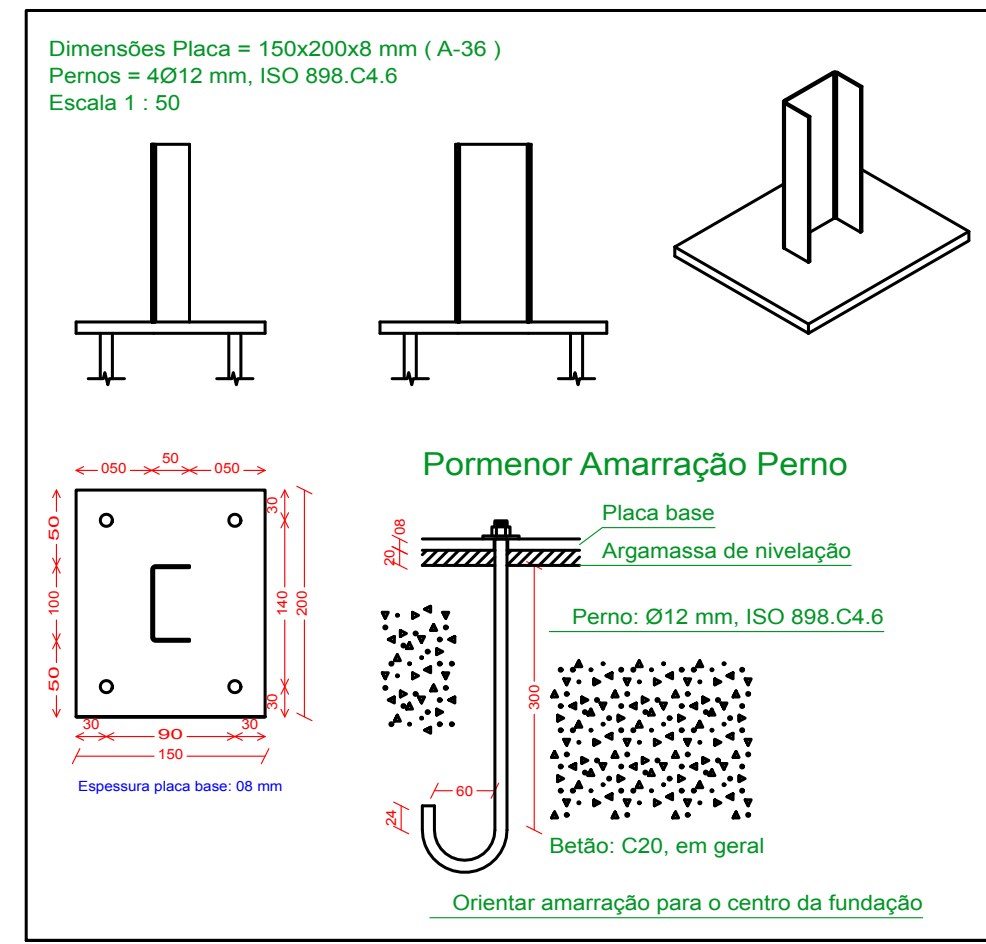 Dimensões Placa = 150x200x8 mm ( A-36 )
Pernos = 4Ø12 mm, ISO 898.C4.6
Escala 1 : 50
050
50
050
50
100
50
30
140
30
200
30
90
30
150
Espessura placa base: 08 mm
Pormenor Amarração Perno
Placa base
Argamassa de nivelação
08
20
Perno: Ø12 mm, ISO 898.C4.6
300
60
24
Betão: C20, em geral
Orientar amarração para o centro da fundação